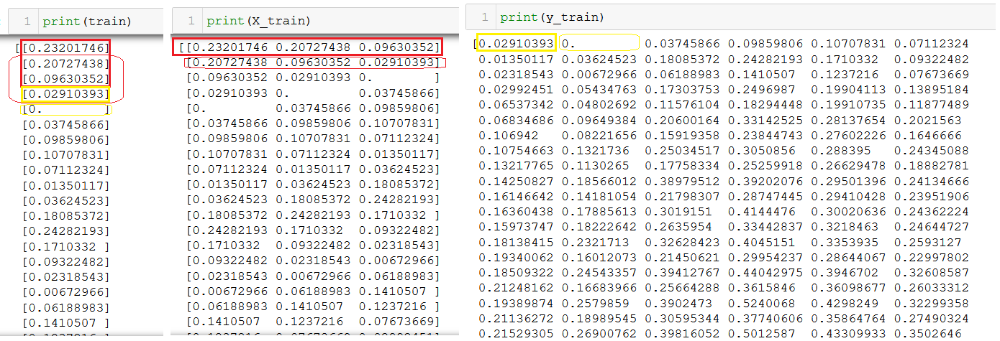 1 print(train)
[[0.23201746]
[0.20727438]
[0.09630352]
[0.02910393]
[0. ]
[0.03745866]
[0.09859806]
[0.10707831]
[0.07112324]
[0.01350117]
[0.03624523]
[0.18085372]
[0.24282193]
[0.1710332 ]
[0.09322482]
[0.02318543]
[0.00672966]
[0.06188983]
[0.1410507 ]
1 print(X_train)
[[0.23201746 0.20727438 0.09630352]
[0.20727438 0.09630352 0.02910393]
[0.09630352 0.02910393 0. ]
[0.02910393 0. 0.03745866]
[0. 0.03745866 0.09859806]
[0.03745866 0.09859806 0.10707831]
[0.09859806 0.10707831 0.07112324]
[0.10707831 0.07112324 0.01350117]
[0.07112324 0.01350117 0.03624523]
[0.01350117 0.03624523 0.18085372]
[0.03624523 0.18085372 0.24282193]
[0.18085372 0.24282193 0.1710332 ]
[0.24282193 0.1710332 0.09322482]
[0.1710332 0.09322482 0.02318543]
[0.09322482 0.02318543 0.00672966]
[0.02318543 0.00672966 0.06188983]
[0.00672966 0.06188983 0.1410507 ]
[0.06188983 0.1410507 0.1237216 ]
[0.1410507 0.1237216 0.07673669]
1 print(y_train)
[0.02910393 0. 0.03745866 0.09859806 0.10707831 0.07112324
0.01350117 0.03624523 0.18085372 0.24282193 0.1710332 0.09322482
0.02318543 0.00672966 0.06188983 0.1410507 0.1237216 0.07673669
0.02992451 0.05434763 0.17303753 0.2496987 0.19904113 0.13895184
0.06537342 0.04802692 0.11576104 0.18294448 0.19910735 0.11877489
0.06834686 0.09649384 0.20600164 0.33142525 0.28137654 0.2021563
0.106942 0.08221656 0.15919358 0.23844743 0.27602226 0.1646666
0.10754663 0.1321736 0.25034517 0.3050856 0.288395 0.24345088
0.13217765 0.1130265 0.17758334 0.25259918 0.26629478 0.18882781
0.14250827 0.18566012 0.38979512 0.39202076 0.29501396 0.24134666
0.16146642 0.14181054 0.21798307 0.28747445 0.29410428 0.23951906
0.16360438 0.17885613 0.3019151 0.4144476 0.30020636 0.24362224
0.15973747 0.18222642 0.2635954 0.33442837 0.3218463 0.24644727
0.18138415 0.2321713 0.32628423 0.4045151 0.3353935 0.2593127
0.19340062 0.16012073 0.21450621 0.29954237 0.28644067 0.22997802
0.18509322 0.24543357 0.39412767 0.44042975 0.3946702 0.32608587
0.21248162 0.16683966 0.25664288 0.3615846 0.36098677 0.26033312
0.19389874 0.2579859 0.3902473 0.524068 0.4298249 0.32299358
0.21136272 0.18989545 0.30595344 0.37740606 0.35864764 0.27490324
0.21529305 0.26900762 0.39816052 0.5012587 0.43309933 0.3502646